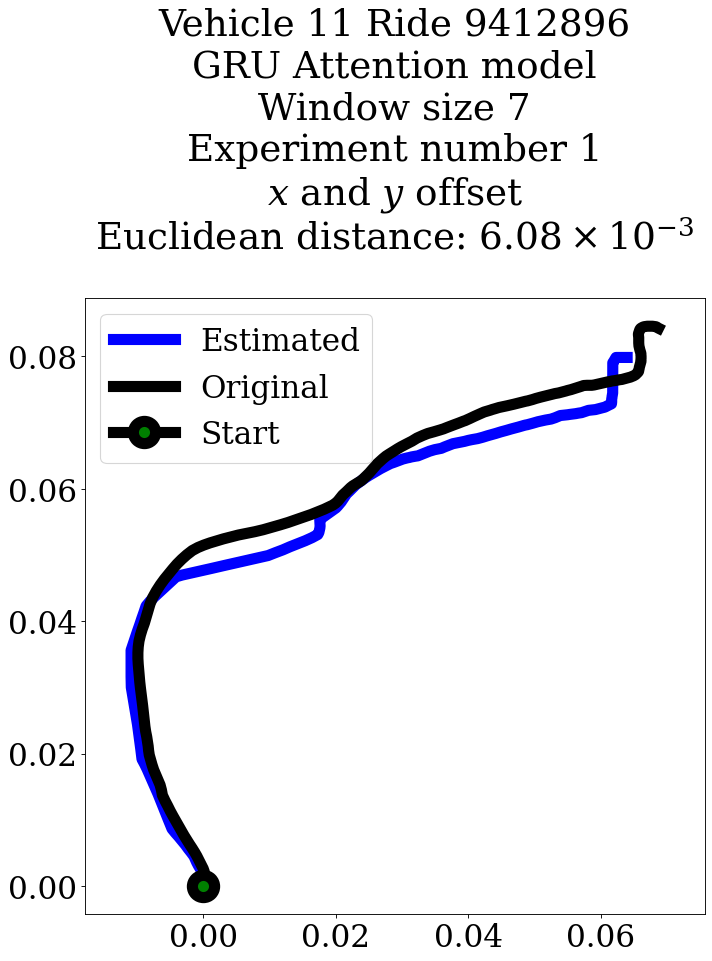 Vehicle 11 Ride 9412896
GRU Attention model
Window size 7
Experiment number 1
x and y offset
Euclidean distance: 6.08 × 10⁻³
Estimated
Original
Start
0.08
0.06
0.04
0.02
0.00
0.00 0.02 0.04 0.06